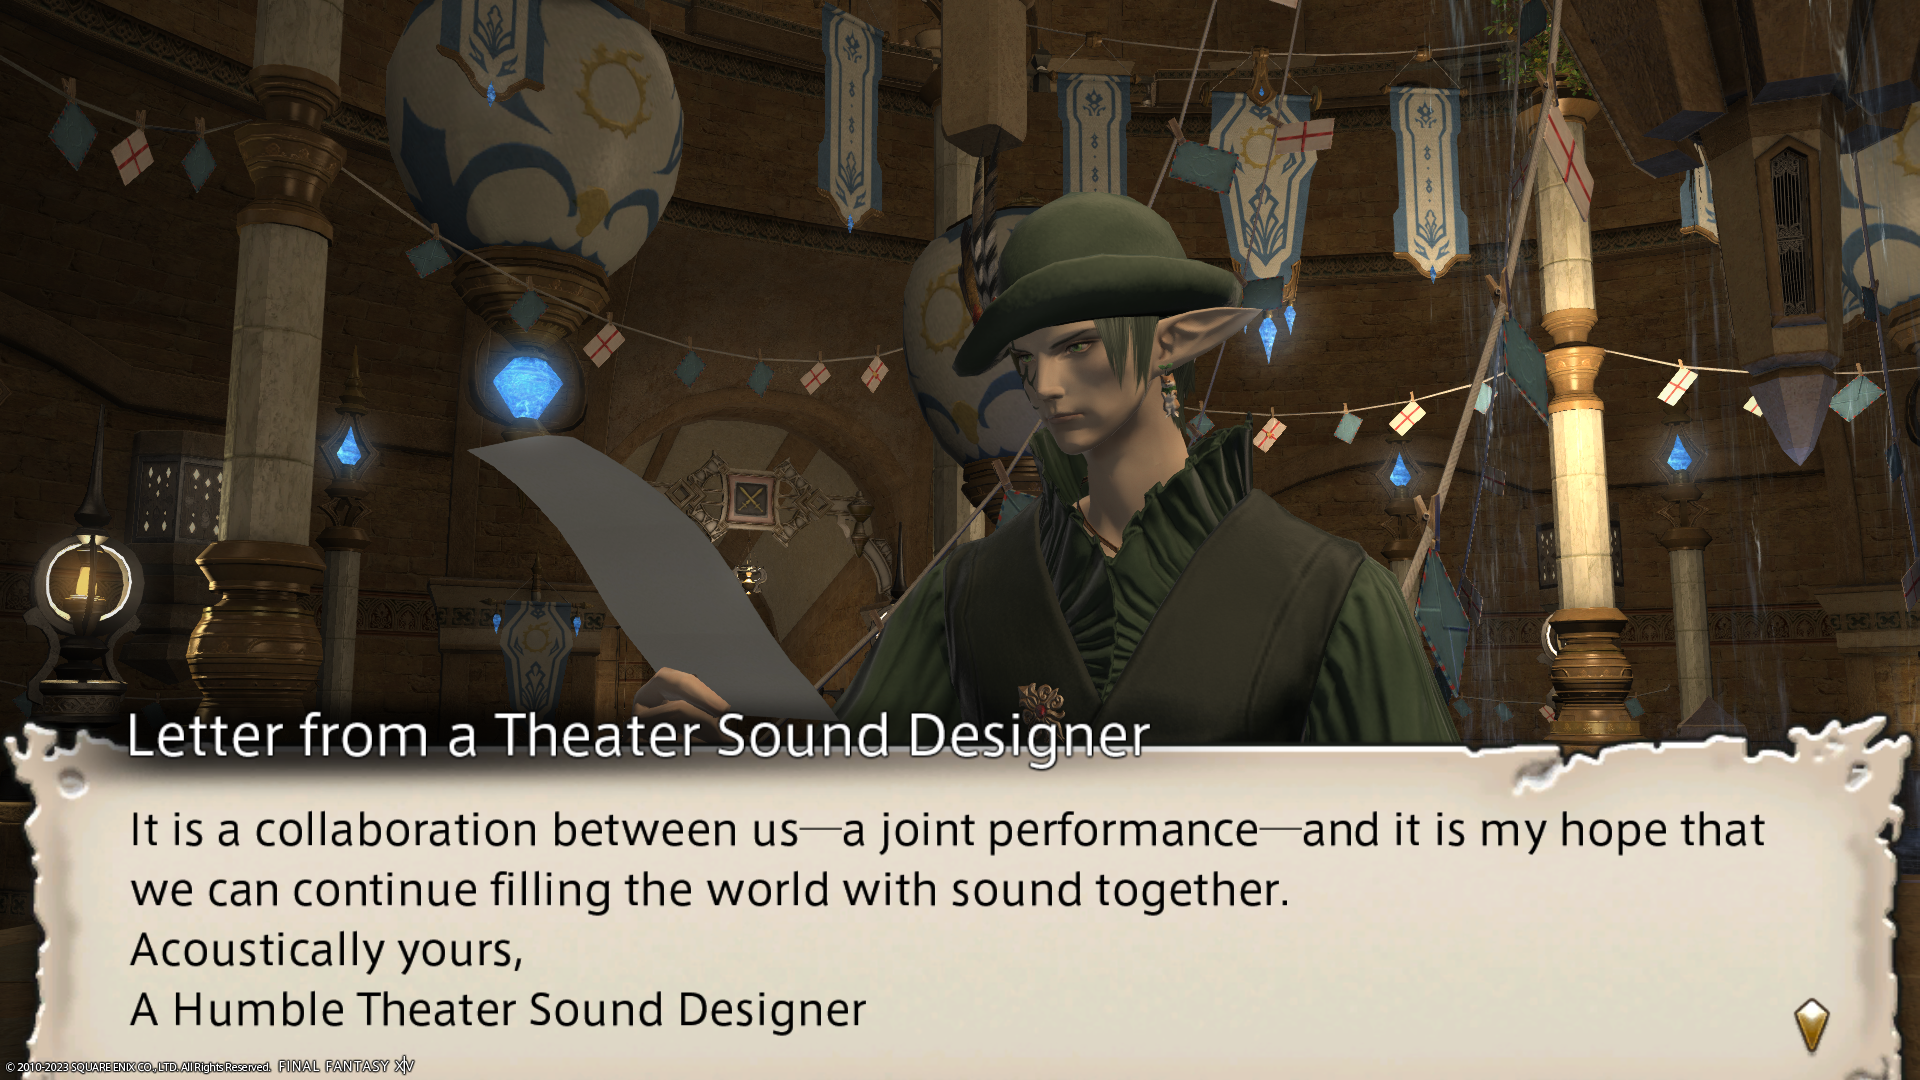 Letter from a Theater Sound Designer
It is a collaboration between us—a joint performance—and it is my hope that
we can continue filling the world with sound together.
Acoustically yours,
A Humble Theater Sound Designer
© 2010-2023 SQUARE ENIX CO., LTD. All Rights Reserved. FINAL FANTASY XIV